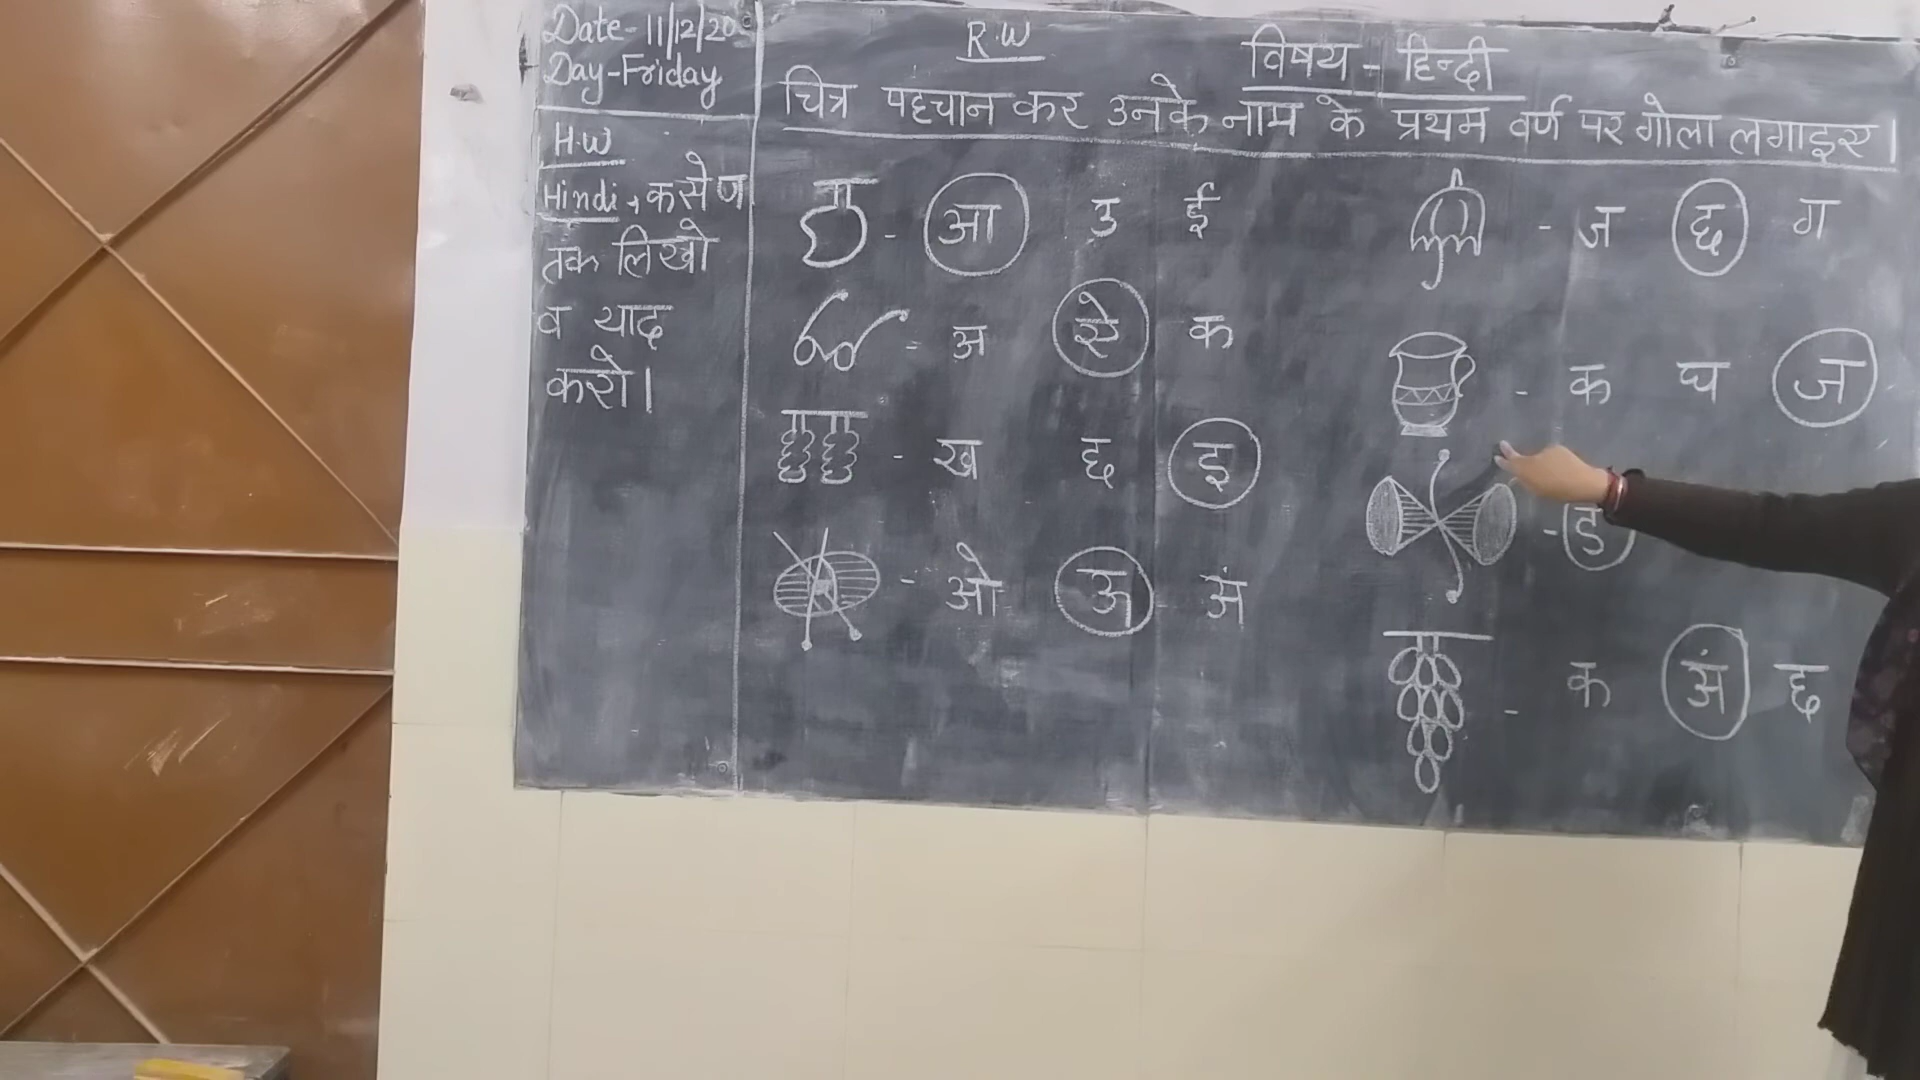 Date-11/12/20
Day-Friday
H.W
Hindi, क से ण
तक लिखो
व याद
करो।
R.W
विषय - हिन्दी
चित्र पहचान कर उनके नाम के प्रथम वर्ण पर गोला लगाइए।
- आ उ ई
- अ ऐ क
- ख छ इ
- ओ ऊ अं
- ज छ ग
- क घ ज
- ड
- क अं छ